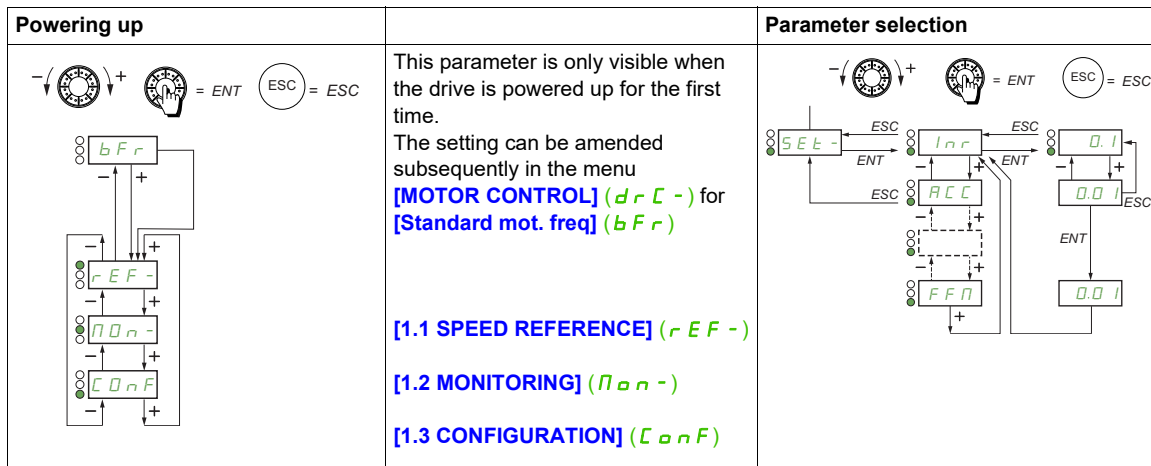 Powering up
Parameter selection
− + = ENT ESC = ESC
bFr
− +
− +
rEF -
− +
MOn -
− +
COnF
− +
This parameter is only visible when
the drive is powered up for the first
time.
The setting can be amended
subsequently in the menu
[MOTOR CONTROL] (drC -) for
[Standard mot. freq] (bFr)
[1.1 SPEED REFERENCE] (rEF -)
[1.2 MONITORING] (Mon -)
[1.3 CONFIGURATION] (ConF)
− + = ENT ESC = ESC
SEt -
ESC
ENT
Inr
ESC
ENT
0.1
− +
ESC
ACC
− +
0.01
ESC
− +
ENT
FFM
+
0.01